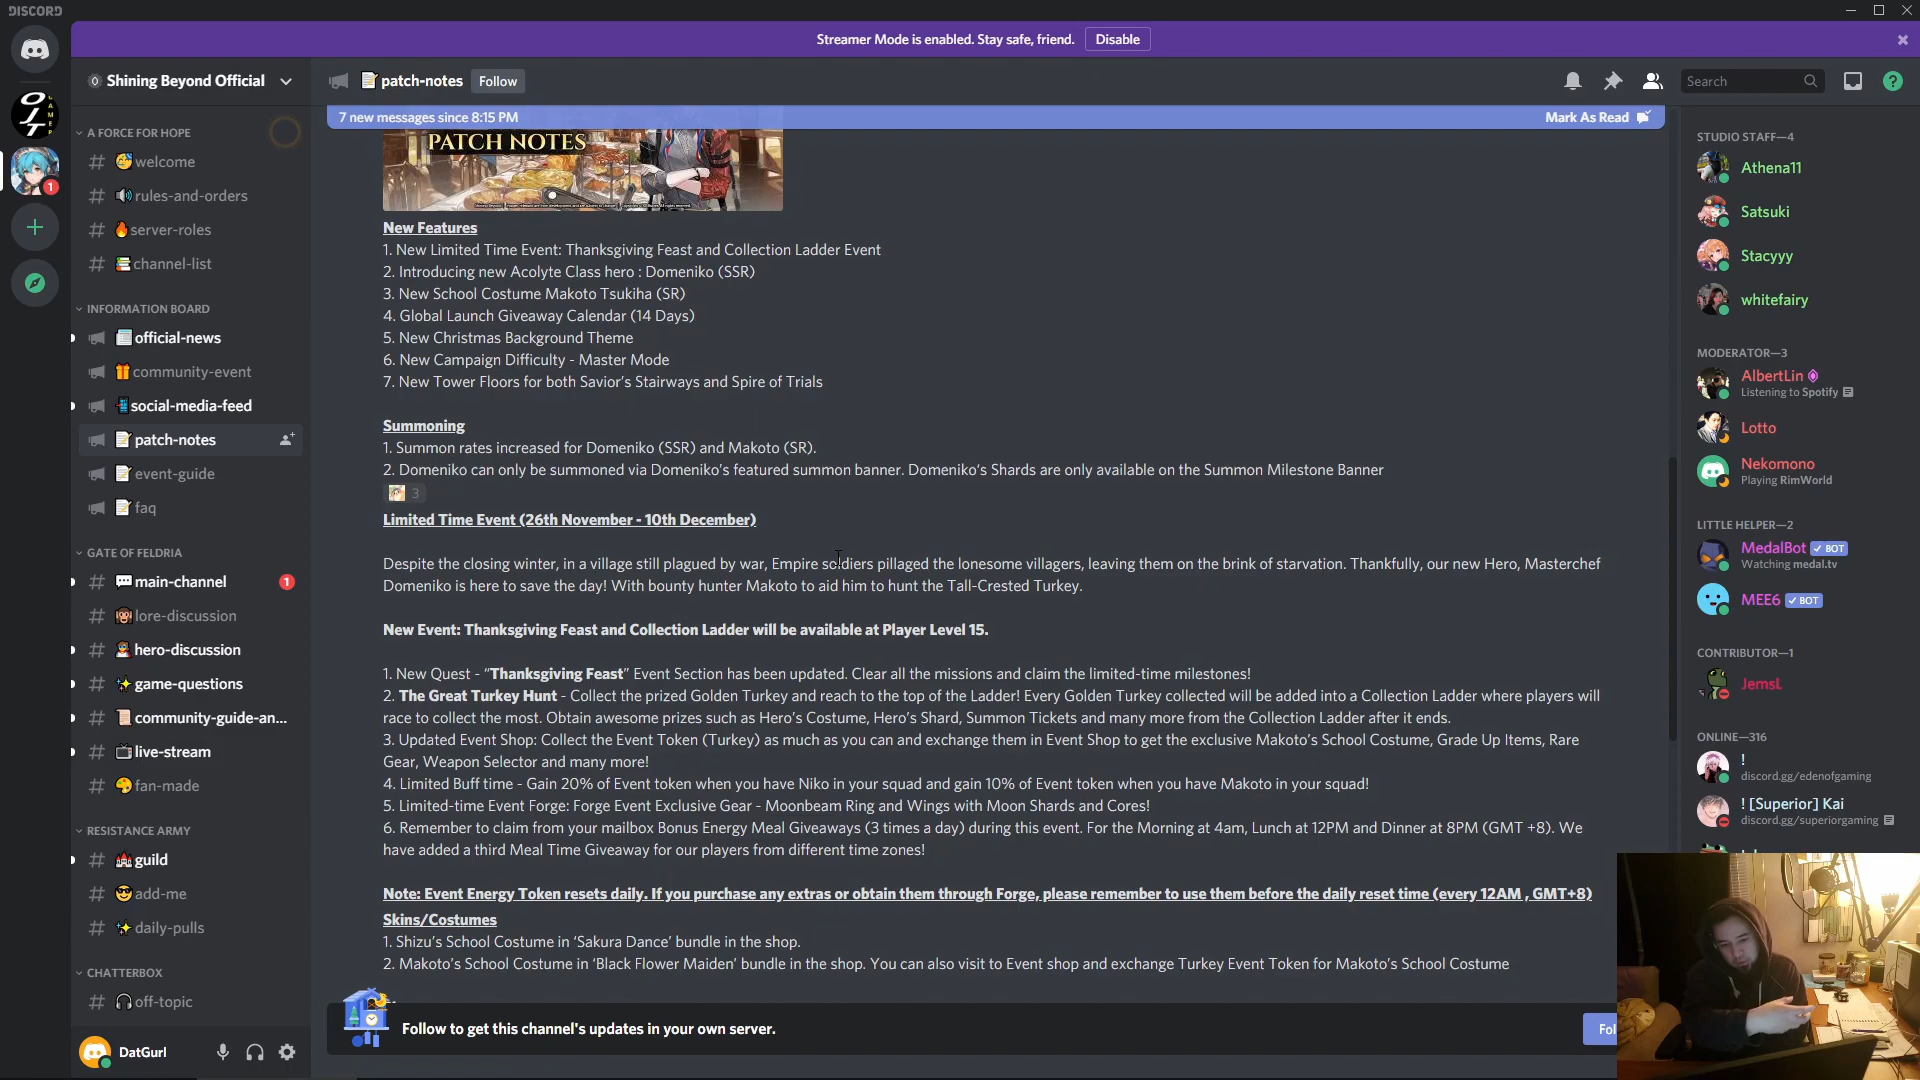 DISCORD
Streamer Mode is enabled. Stay safe, friend.
Disable
Shining Beyond Official
patch-notes
Follow
Search
7 new messages since 8:15 PM
Mark As Read
A FORCE FOR HOPE
welcome
rules-and-orders
server-roles
channel-list
INFORMATION BOARD
official-news
community-event
social-media-feed
patch-notes
event-guide
faq
GATE OF FELDRIA
main-channel
1
lore-discussion
hero-discussion
game-questions
community-guide-an...
live-stream
fan-made
RESISTANCE ARMY
guild
add-me
daily-pulls
CHATTERBOX
off-topic
DatGurl
1
PATCH NOTES
New Features
1. New Limited Time Event: Thanksgiving Feast and Collection Ladder Event
2. Introducing new Acolyte Class hero : Domeniko (SSR)
3. New School Costume Makoto Tsukiha (SR)
4. Global Launch Giveaway Calendar (14 Days)
5. New Christmas Background Theme
6. New Campaign Difficulty - Master Mode
7. New Tower Floors for both Savior's Stairways and Spire of Trials
Summoning
1. Summon rates increased for Domeniko (SSR) and Makoto (SR).
2. Domeniko can only be summoned via Domeniko's featured summon banner. Domeniko's Shards are only available on the Summon Milestone Banner
3
Limited Time Event (26th November - 10th December)
Despite the closing winter, in a village still plagued by war, Empire soldiers pillaged the lonesome villagers, leaving them on the brink of starvation. Thankfully, our new Hero, Masterchef
Domeniko is here to save the day! With bounty hunter Makoto to aid him to hunt the Tall-Crested Turkey.
New Event: Thanksgiving Feast and Collection Ladder will be available at Player Level 15.
1. New Quest - “Thanksgiving Feast” Event Section has been updated. Clear all the missions and claim the limited-time milestones!
2. The Great Turkey Hunt - Collect the prized Golden Turkey and reach to the top of the Ladder! Every Golden Turkey collected will be added into a Collection Ladder where players will
race to collect the most. Obtain awesome prizes such as Hero's Costume, Hero's Shard, Summon Tickets and many more from the Collection Ladder after it ends.
3. Updated Event Shop: Collect the Event Token (Turkey) as much as you can and exchange them in Event Shop to get the exclusive Makoto's School Costume, Grade Up Items, Rare
Gear, Weapon Selector and many more!
4. Limited Buff time - Gain 20% of Event token when you have Niko in your squad and gain 10% of Event token when you have Makoto in your squad!
5. Limited-time Event Forge: Forge Event Exclusive Gear - Moonbeam Ring and Wings with Moon Shards and Cores!
6. Remember to claim from your mailbox Bonus Energy Meal Giveaways (3 times a day) during this event. For the Morning at 4am, Lunch at 12PM and Dinner at 8PM (GMT +8). We
have added a third Meal Time Giveaway for our players from different time zones!
Note: Event Energy Token resets daily. If you purchase any extras or obtain them through Forge, please remember to use them before the daily reset time (every 12AM , GMT+8)
Skins/Costumes
1. Shizu's School Costume in ‘Sakura Dance’ bundle in the shop.
2. Makoto's School Costume in ‘Black Flower Maiden’ bundle in the shop. You can also visit to Event shop and exchange Turkey Event Token for Makoto's School Costume
Follow to get this channel's updates in your own server.
Fol
STUDIO STAFF—4
Athena11
Satsuki
Stacyyy
whitefairy
MODERATOR—3
AlbertLin
Listening to Spotify
Lotto
Nekomono
Playing RimWorld
LITTLE HELPER—2
MedalBot BOT
Watching medal.tv
MEE6 BOT
CONTRIBUTOR—1
JemsL
ONLINE—316
!
discord.gg/edenofgaming
! [Superior] Kai
discord.gg/superiorgaming